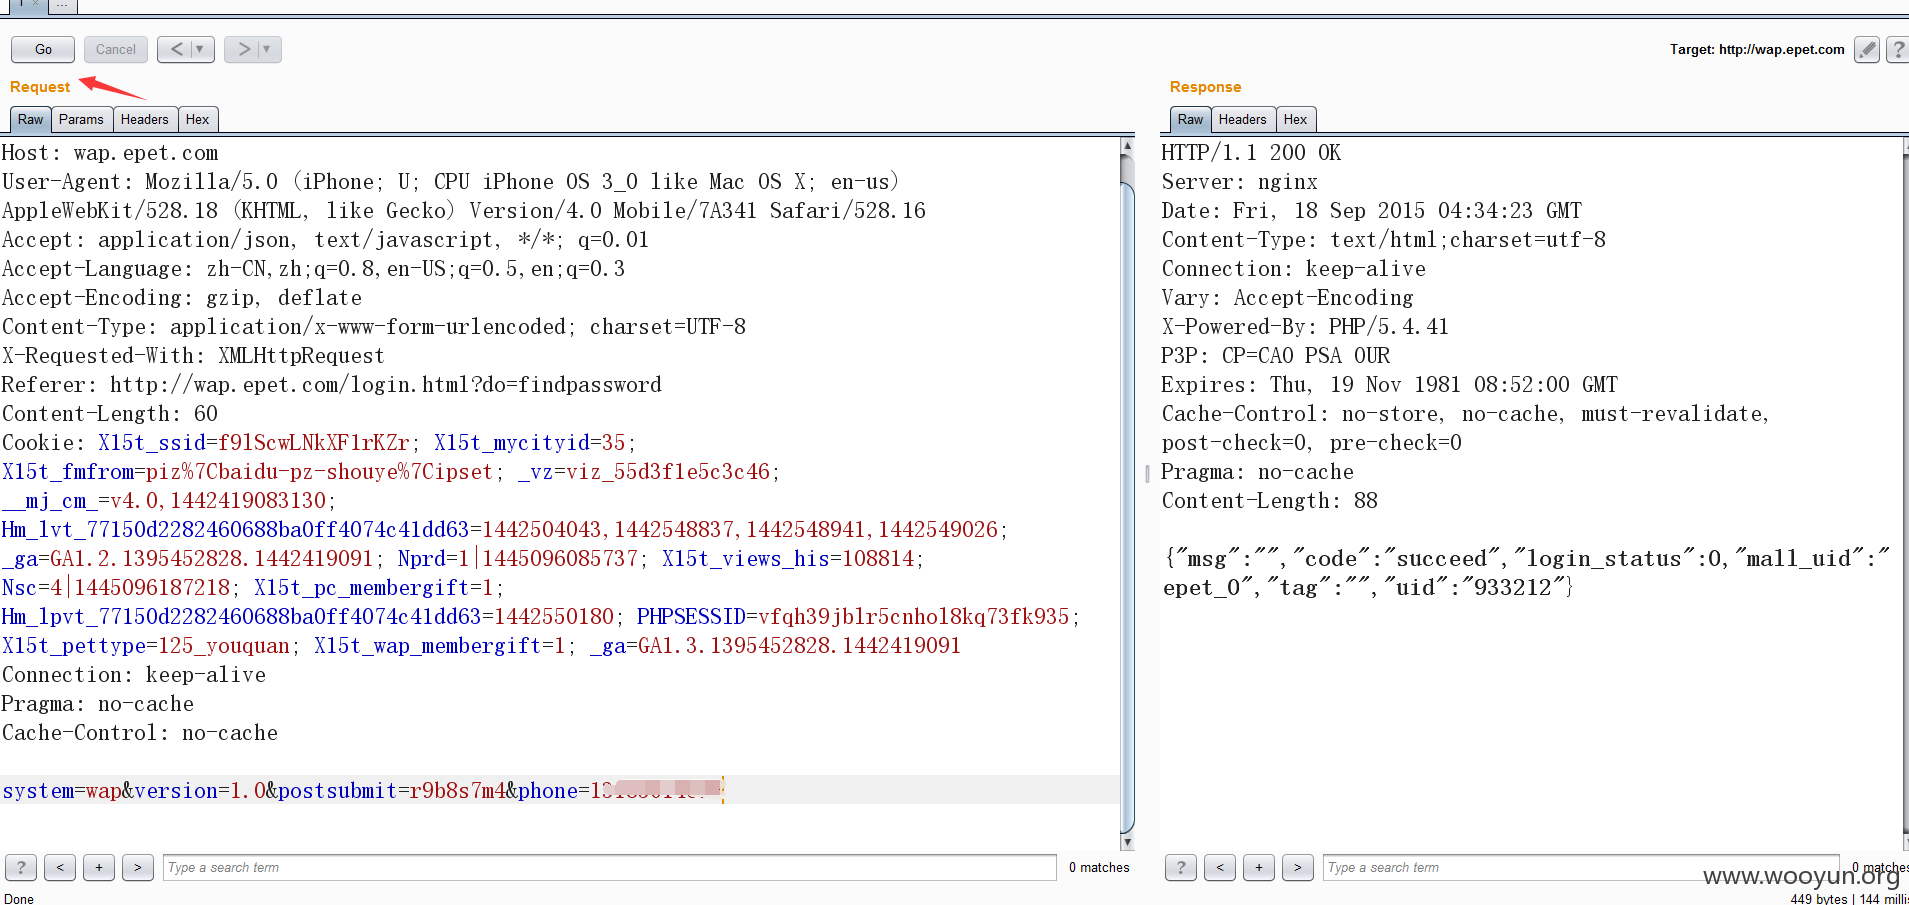 1 ×
...
Go
Cancel
<
>
Target: http://wap.epet.com
?
Request
Raw
Params
Headers
Hex
Host: wap.epet.com
User-Agent: Mozilla/5.0 (iPhone; U; CPU iPhone OS 3_0 like Mac OS X; en-us)
AppleWebKit/528.18 (KHTML, like Gecko) Version/4.0 Mobile/7A341 Safari/528.16
Accept: application/json, text/javascript, */*; q=0.01
Accept-Language: zh-CN,zh;q=0.8,en-US;q=0.5,en;q=0.3
Accept-Encoding: gzip, deflate
Content-Type: application/x-www-form-urlencoded; charset=UTF-8
X-Requested-With: XMLHttpRequest
Referer: http://wap.epet.com/login.html?do=findpassword
Content-Length: 60
Cookie: X15t_ssid=f9lScwLNkXF1rKZr; X15t_mycityid=35;
X15t_fmfrom=piz%7Cbaidu-pz-shouye%7Cipset; _vz=viz_55d3f1e5c3c46;
__mj_cm_=v4.0,1442419083130;
Hm_lvt_77150d2282460688ba0ff4074c41dd63=1442504043,1442548837,1442548941,1442549026;
_ga=GA1.2.1395452828.1442419091; Nprd=1|1445096085737; X15t_views_his=108814;
Nsc=4|1445096187218; X15t_pc_membergift=1;
Hm_lpvt_77150d2282460688ba0ff4074c41dd63=1442550180; PHPSESSID=vfqh39jblr5cnhol8kq73fk935;
X15t_pettype=125_youquan; X15t_wap_membergift=1; _ga=GA1.3.1395452828.1442419091
Connection: keep-alive
Pragma: no-cache
Cache-Control: no-cache
system=wap&version=1.0&postsubmit=r9b8s7m4&phone=
?
<
+
>
Type a search term
0 matches
Done
Response
Raw
Headers
Hex
HTTP/1.1 200 OK
Server: nginx
Date: Fri, 18 Sep 2015 04:34:23 GMT
Content-Type: text/html;charset=utf-8
Connection: keep-alive
Vary: Accept-Encoding
X-Powered-By: PHP/5.4.41
P3P: CP=CAO PSA OUR
Expires: Thu, 19 Nov 1981 08:52:00 GMT
Cache-Control: no-store, no-cache, must-revalidate,
post-check=0, pre-check=0
Pragma: no-cache
Content-Length: 88
{"msg":"","code":"succeed","login_status":0,"mall_uid":"
epet_0","tag":"","uid":"933212"}
?
<
+
>
Type a search term
0 matches
www.wooyun.org
449 bytes | 144 millis